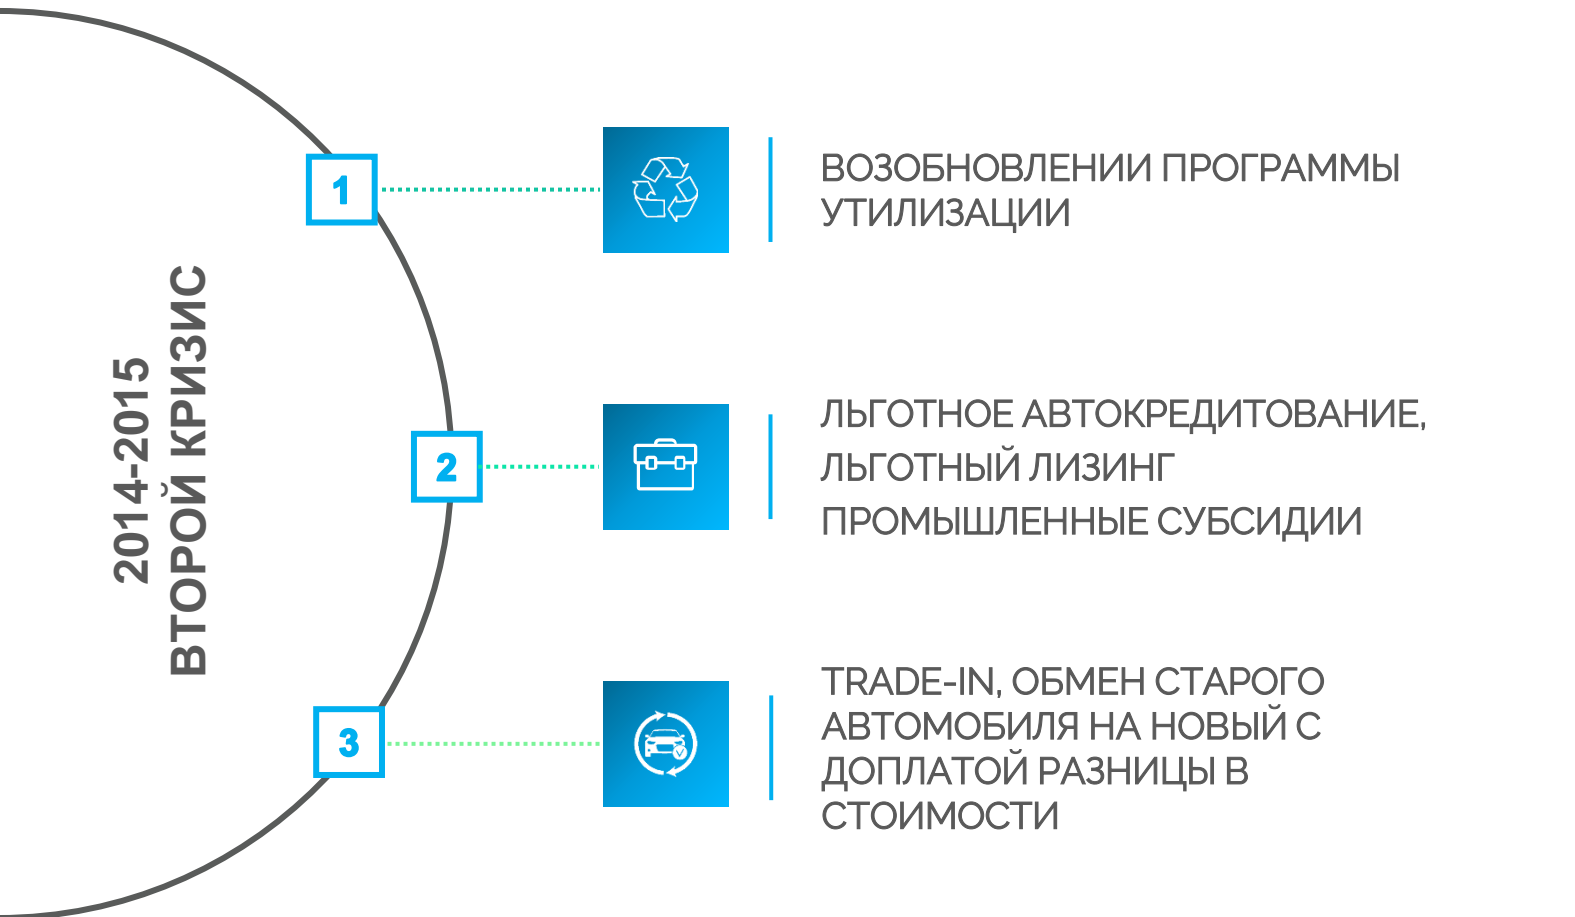 2014-2015
ВТОРОЙ КРИЗИС
1
ВОЗОБНОВЛЕНИИ ПРОГРАММЫ
УТИЛИЗАЦИИ
2
ЛЬГОТНОЕ АВТОКРЕДИТОВАНИЕ,
ЛЬГОТНЫЙ ЛИЗИНГ
ПРОМЫШЛЕННЫЕ СУБСИДИИ
3
TRADE-IN, ОБМЕН СТАРОГО
АВТОМОБИЛЯ НА НОВЫЙ С
ДОПЛАТОЙ РАЗНИЦЫ В
СТОИМОСТИ